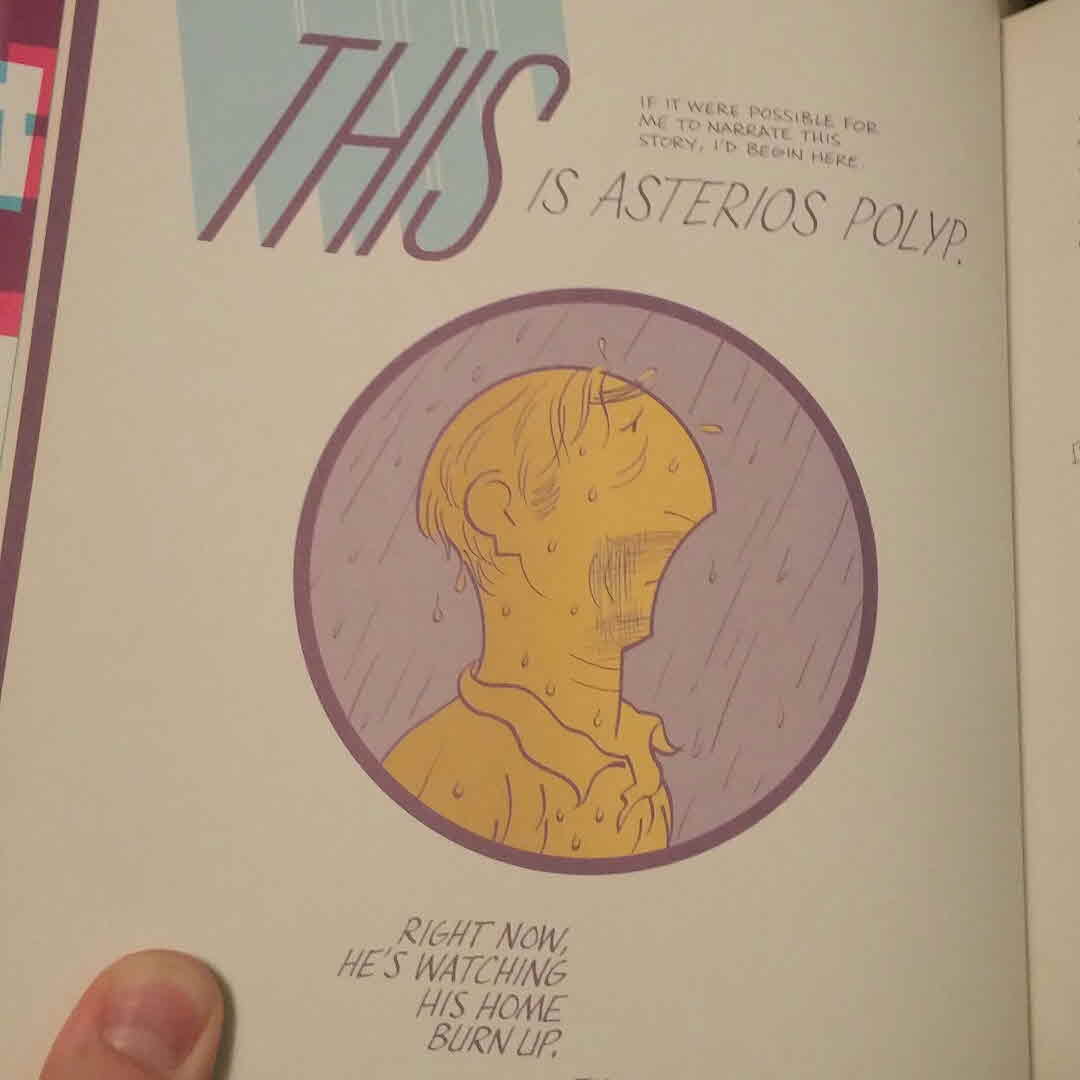 THIS
IF IT WERE POSSIBLE FOR
ME TO NARRATE THIS
STORY, I'D BEGIN HERE.
IS ASTERIOS POLYP.
RIGHT NOW,
HE'S WATCHING
HIS HOME
BURN UP.